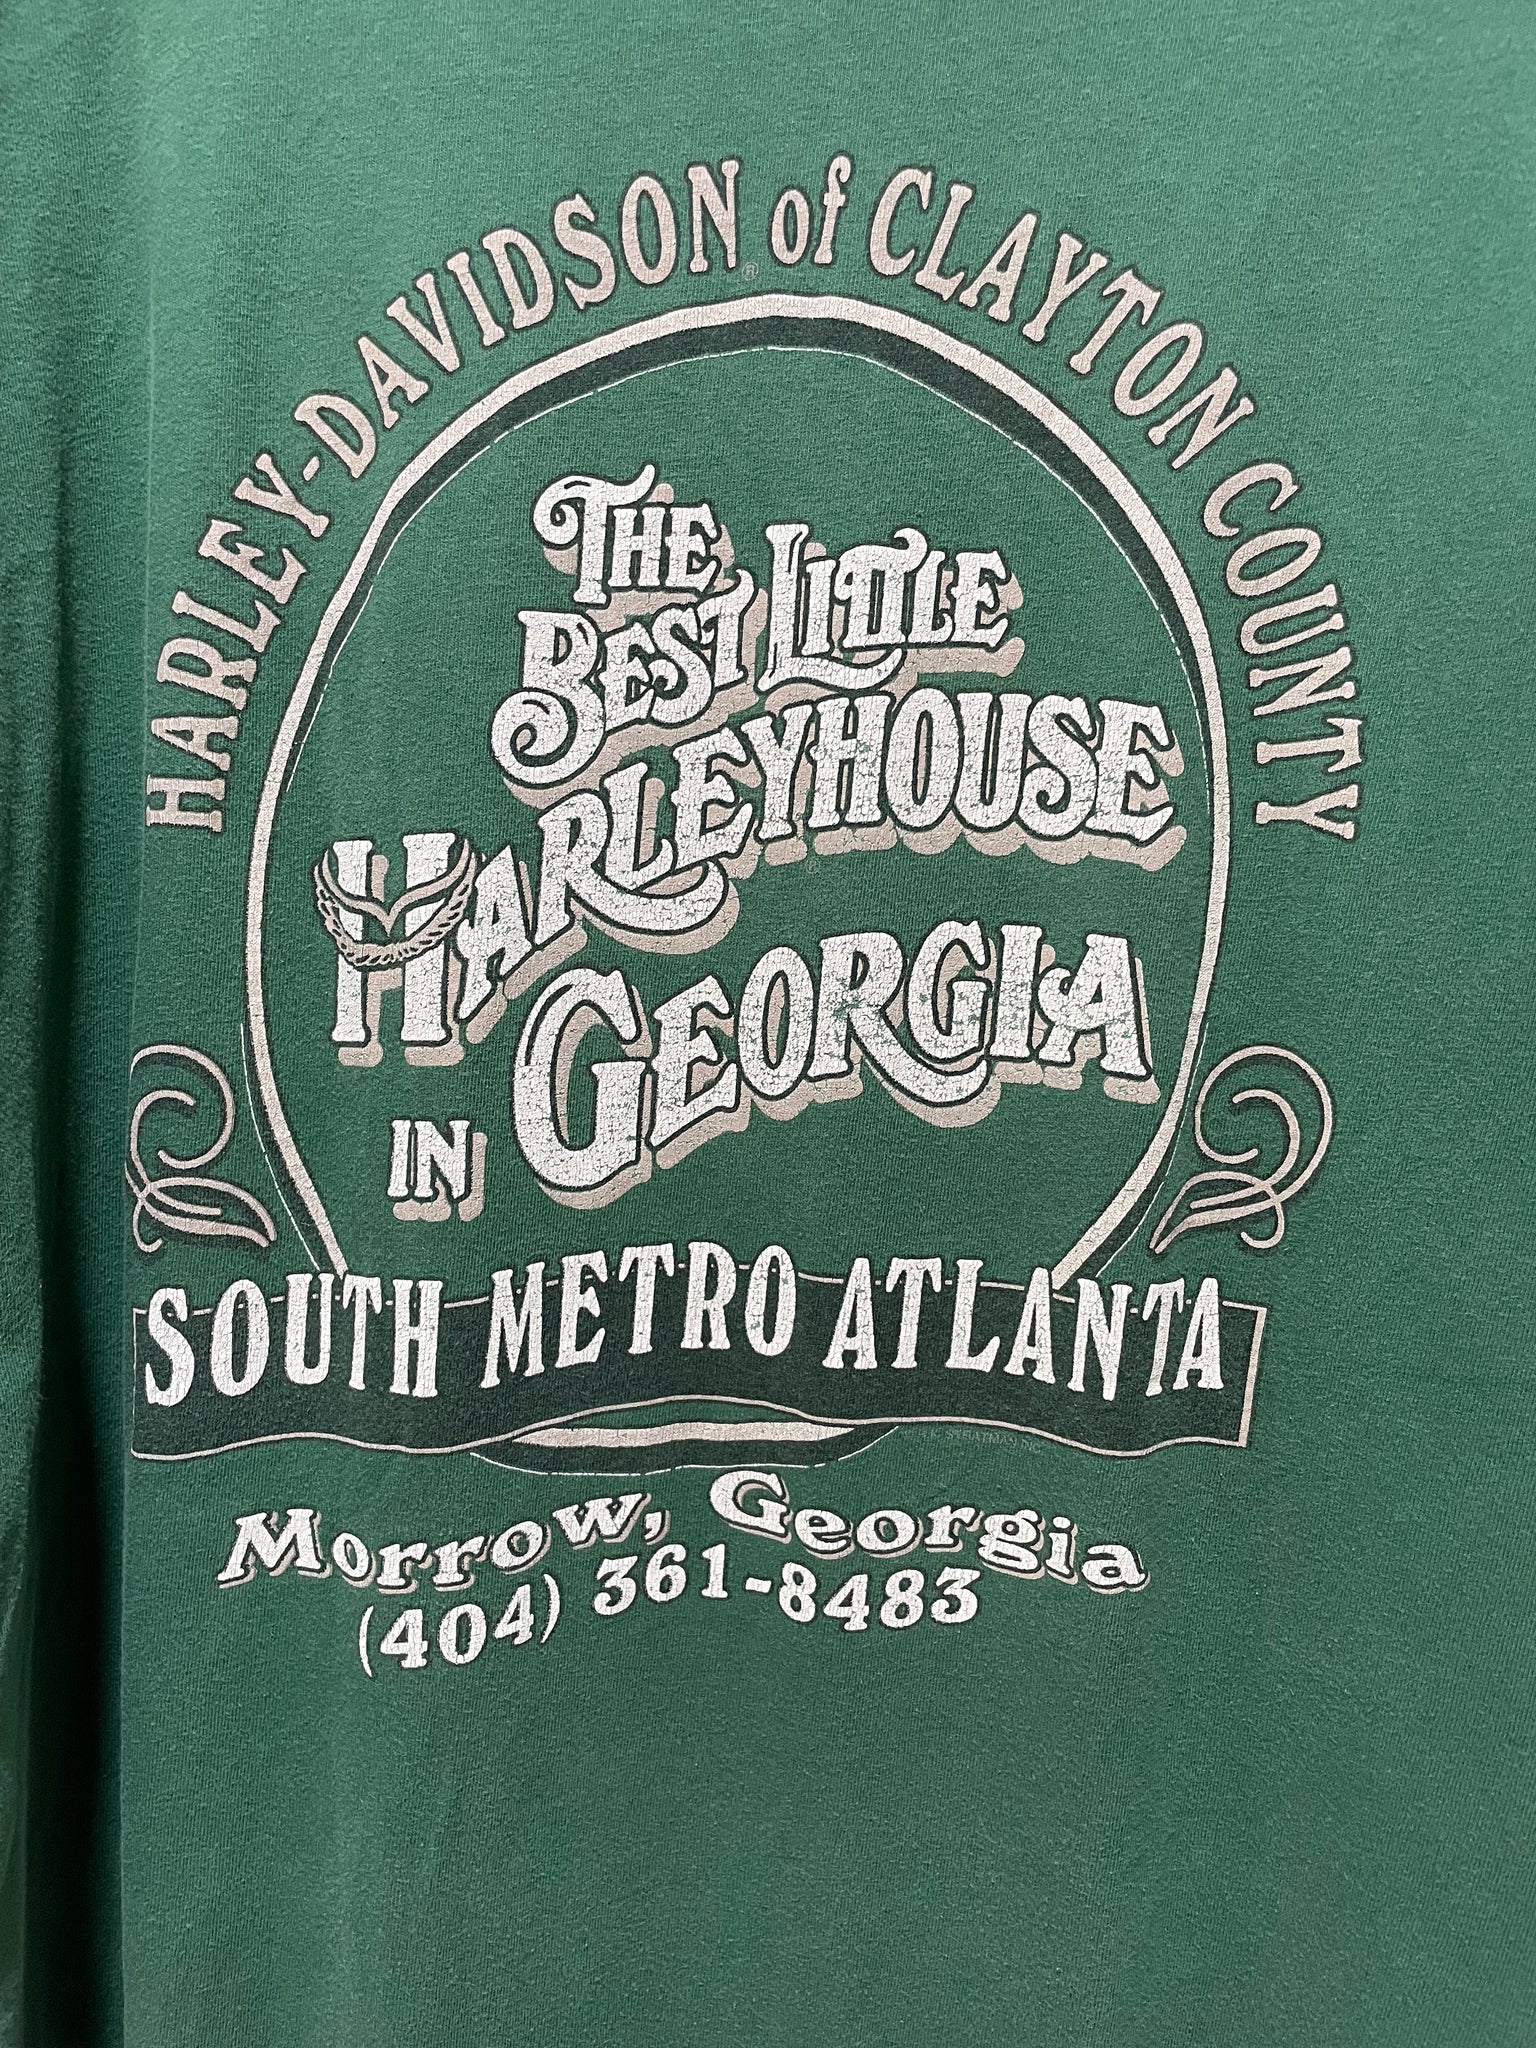 HARLEY-DAVIDSON® of CLAYTON COUNTY
THE
BEST LITTLE
HARLEYHOUSE
IN GEORGIA
SOUTH METRO ATLANTA
Morrow, Georgia
(404) 361-8483